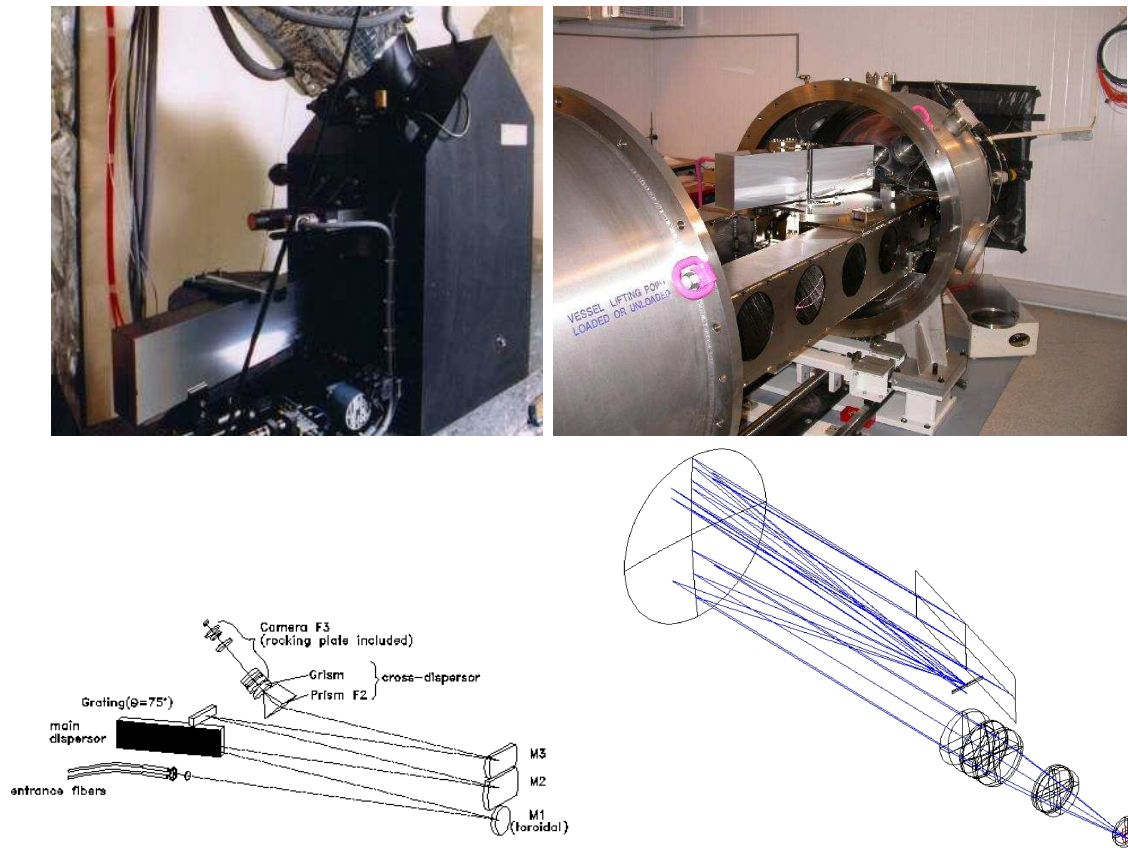 VESSEL LIFTING
LOADED OR UNLOADED
Camera F3
(rocking plate included)
Grism
Prism F2
cross-dispersor
Grating(θ=75°)
main
dispersor
entrance fibers
M3
M2
M1
(toroidal)